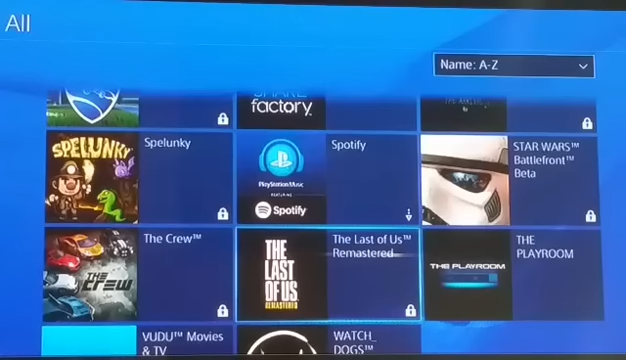 All
Name: A-Z
factory
Spelunky
SPELUNKY
Spotify
PlayStation Music
FEATURING
Spotify
STAR WARS™
Battlefront™
Beta
The Crew™
THE
CREW
The Last of Us™
Remastered
THE
LAST
OF US
REMASTERED
THE
PLAYROOM
THE PLAYROOM
VUDU™ Movies
& TV
WATCH_
DOGS™